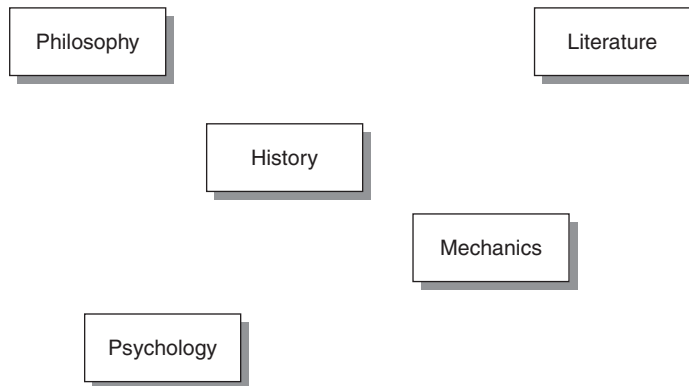 Philosophy
Literature
History
Mechanics
Psychology